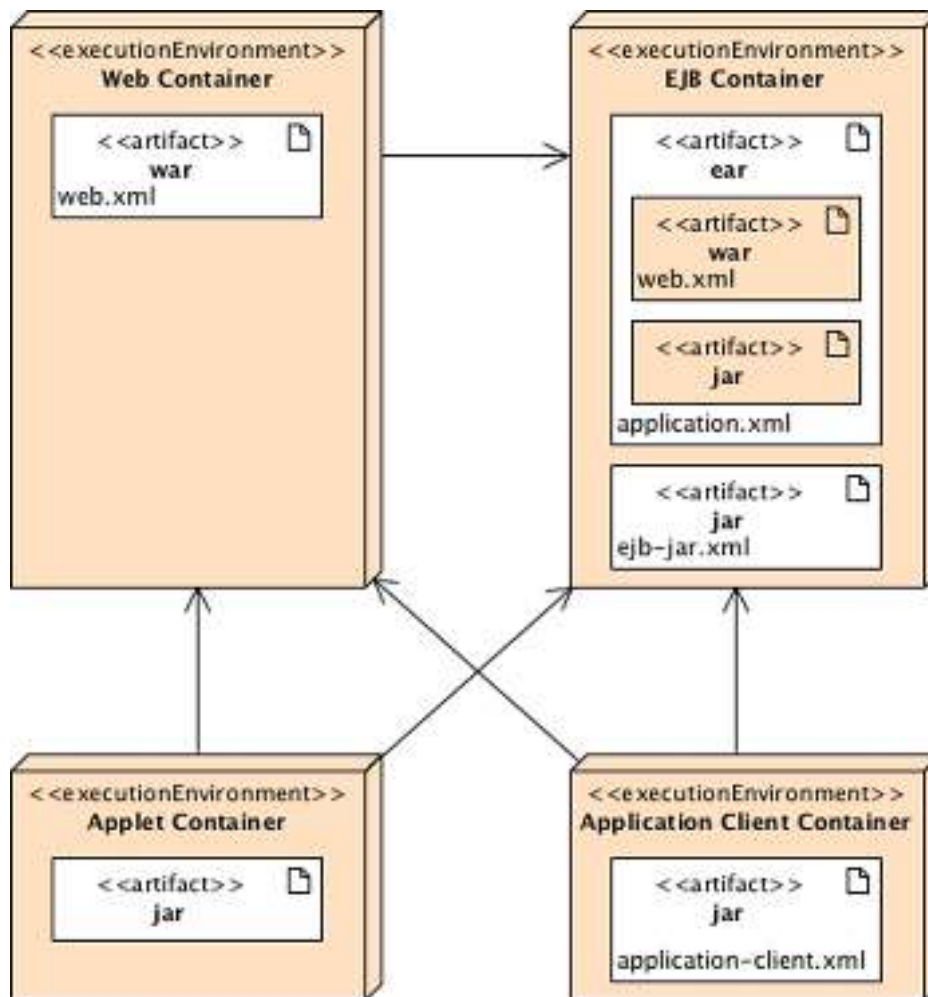 <<executionEnvironment>>
Web Container
<<artifact>>
war
web.xml
<<executionEnvironment>>
EJB Container
<<artifact>>
ear
<<artifact>>
war
web.xml
<<artifact>>
jar
application.xml
<<artifact>>
jar
ejb-jar.xml
<<executionEnvironment>>
Applet Container
<<artifact>>
jar
<<executionEnvironment>>
Application Client Container
<<artifact>>
jar
application-client.xml